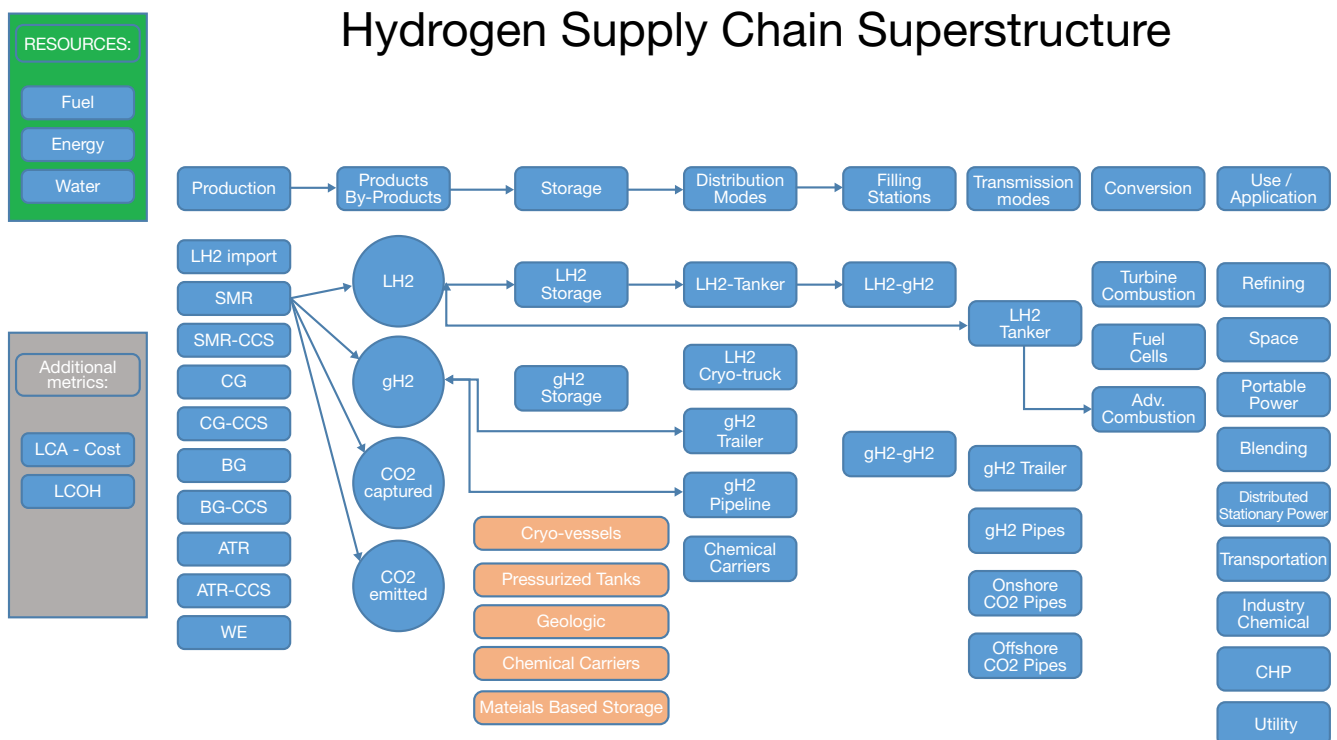 Hydrogen Supply Chain Superstructure
RESOURCES:
Fuel
Energy
Water
Additional
metrics:
LCA - Cost
LCOH
Production
Products
By-Products
Storage
Distribution
Modes
Filling
Stations
Transmission
modes
Conversion
Use /
Application
LH2 import
SMR
SMR-CCS
CG
CG-CCS
BG
BG-CCS
ATR
ATR-CCS
WE
LH2
gH2
CO2
captured
CO2
emitted
LH2
Storage
gH2
Storage
Cryo-vessels
Pressurized Tanks
Geologic
Chemical Carriers
Mateials Based Storage
LH2-Tanker
LH2
Cryo-truck
gH2
Trailer
gH2
Pipeline
Chemical
Carriers
LH2-gH2
gH2-gH2
LH2
Tanker
gH2 Trailer
gH2 Pipes
Onshore
CO2 Pipes
Offshore
CO2 Pipes
Turbine
Combustion
Fuel
Cells
Adv.
Combustion
Refining
Space
Portable
Power
Blending
Distributed
Stationary Power
Transportation
Industry
Chemical
CHP
Utility